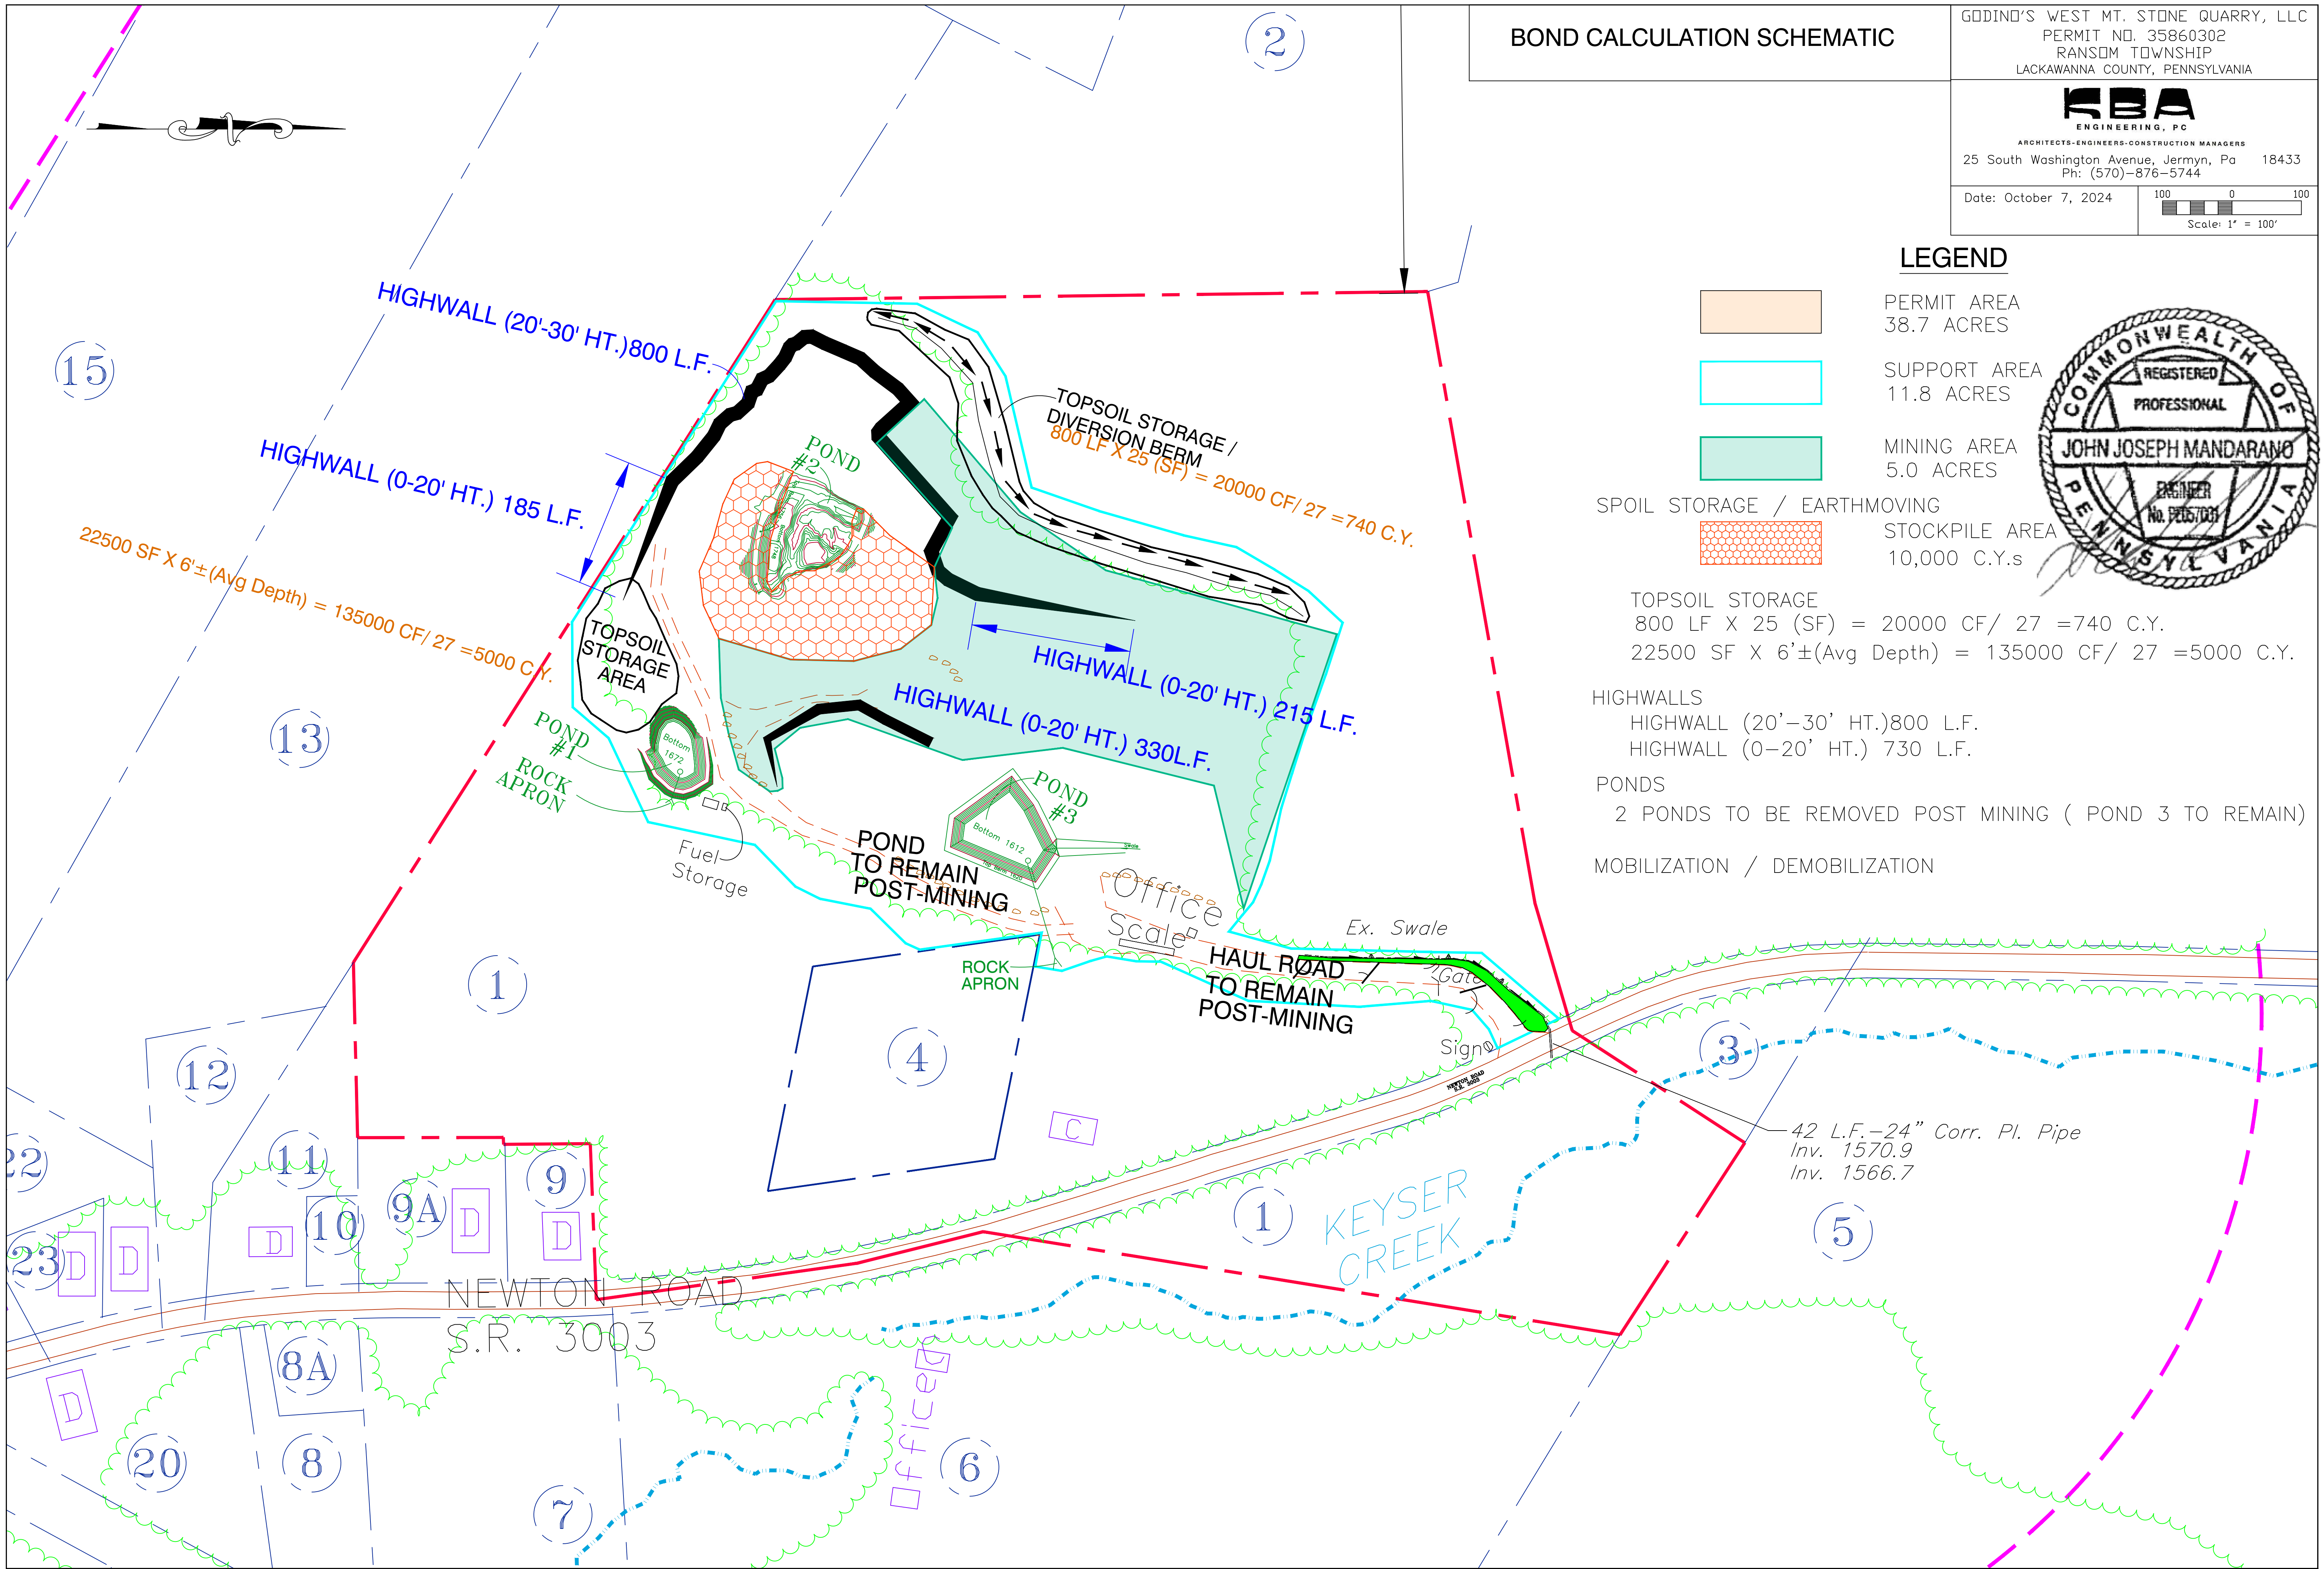 BOND CALCULATION SCHEMATIC
GODINO'S WEST MT. STONE QUARRY, LLC
PERMIT NO. 35860302
RANSOM TOWNSHIP
LACKAWANNA COUNTY, PENNSYLVANIA
KBA
ENGINEERING, PC
ARCHITECTS-ENGINEERS-CONSTRUCTION MANAGERS
25 South Washington Avenue, Jermyn, Pa 18433
Ph: (570)-876-5744
Date: October 7, 2024
100 0 100
Scale: 1" = 100'
LEGEND
PERMIT AREA
38.7 ACRES
SUPPORT AREA
11.8 ACRES
MINING AREA
5.0 ACRES
SPOIL STORAGE / EARTHMOVING
STOCKPILE AREA
10,000 C.Y.s
TOPSOIL STORAGE
800 LF X 25 (SF) = 20000 CF/ 27 =740 C.Y.
22500 SF X 6'±(Avg Depth) = 135000 CF/ 27 =5000 C.Y.
HIGHWALLS
HIGHWALL (20'-30' HT.)800 L.F.
HIGHWALL (0-20' HT.) 730 L.F.
PONDS
2 PONDS TO BE REMOVED POST MINING ( POND 3 TO REMAIN)
MOBILIZATION / DEMOBILIZATION
COMMONWEALTH OF
REGISTERED
PROFESSIONAL
JOHN JOSEPH MANDARANO
ENGINEER
PENNSYLVANIA
2
15
HIGHWALL (20'-30' HT.)800 L.F.
HIGHWALL (0-20' HT.) 185 L.F.
22500 SF X 6'±(Avg Depth) = 135000 CF/ 27 =5000 C.Y.
TOPSOIL STORAGE /
DIVERSION BERM
800 LF X 25 (SF) = 20000 CF/ 27 =740 C.Y.
POND
#2
TOPSOIL
STORAGE
AREA
HIGHWALL (0-20' HT.) 215 L.F.
HIGHWALL (0-20' HT.) 330L.F.
13
POND
#1
ROCK
APRON
Bottom
1672
Fuel
Storage
POND
#3
Bottom 1612
Swale
POND
TO REMAIN
POST-MINING
Office
Scale
ROCK
APRON
Ex. Swale
HAUL ROAD
TO REMAIN
POST-MINING
Gate
Sign
NEWTON ROAD
S.R. 3003
1
4
3
12
C
42 L.F.-24" Corr. Pl. Pipe
Inv. 1570.9
Inv. 1566.7
22
11
9
9A
10
D
D
D
D
D
23
1
KEYSER
CREEK
5
NEWTON ROAD
S.R. 3003
8A
D
C
Office
20
8
7
6